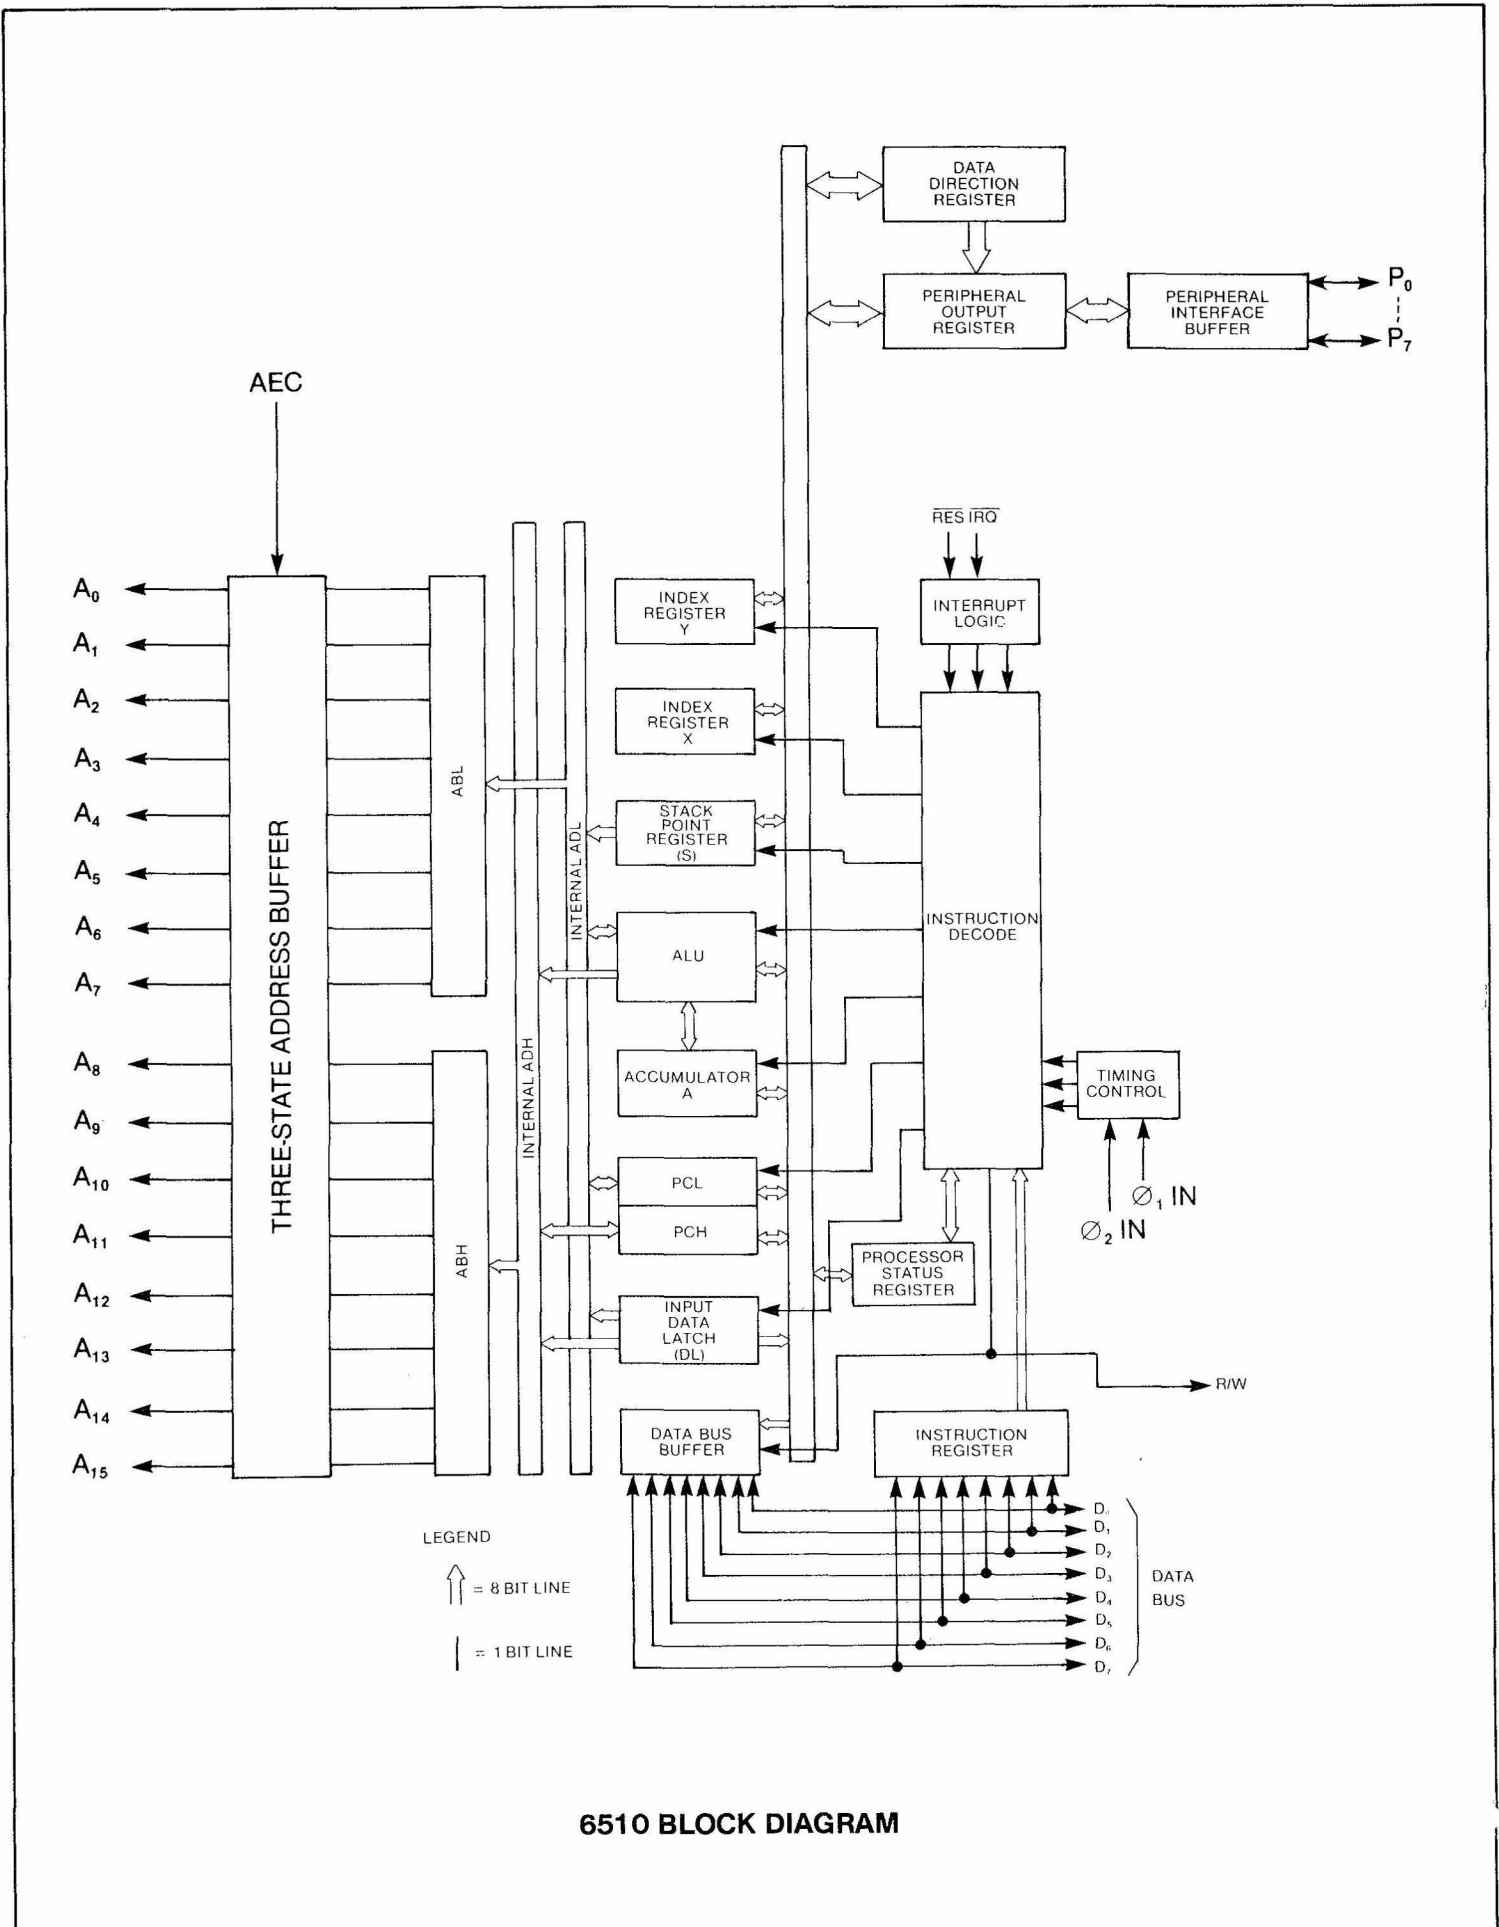 DATA
DIRECTION
REGISTER
PERIPHERAL
OUTPUT
REGISTER
PERIPHERAL
INTERFACE
BUFFER
P₀
P₇
AEC
RES IRQ
INTERRUPT
LOGIC
A₀
A₁
A₂
A₃
A₄
A₅
A₆
A₇
A₈
A₉
A₁₀
A₁₁
A₁₂
A₁₃
A₁₄
A₁₅
THREE-STATE ADDRESS BUFFER
ABL
ABH
INTERNAL ADH
INTERNAL ADL
INDEX
REGISTER
Y
INDEX
REGISTER
X
STACK
POINT
REGISTER
(S)
ALU
ACCUMULATOR
A
PCL
PCH
INPUT
DATA
LATCH
(DL)
DATA BUS
BUFFER
INSTRUCTION
DECODE
TIMING
CONTROL
Ø₁ IN
Ø₂ IN
PROCESSOR
STATUS
REGISTER
R/W
INSTRUCTION
REGISTER
D₀
D₁
D₂
D₃
D₄
D₅
D₆
D₇
DATA
BUS
LEGEND
= 8 BIT LINE
= 1 BIT LINE
6510 BLOCK DIAGRAM